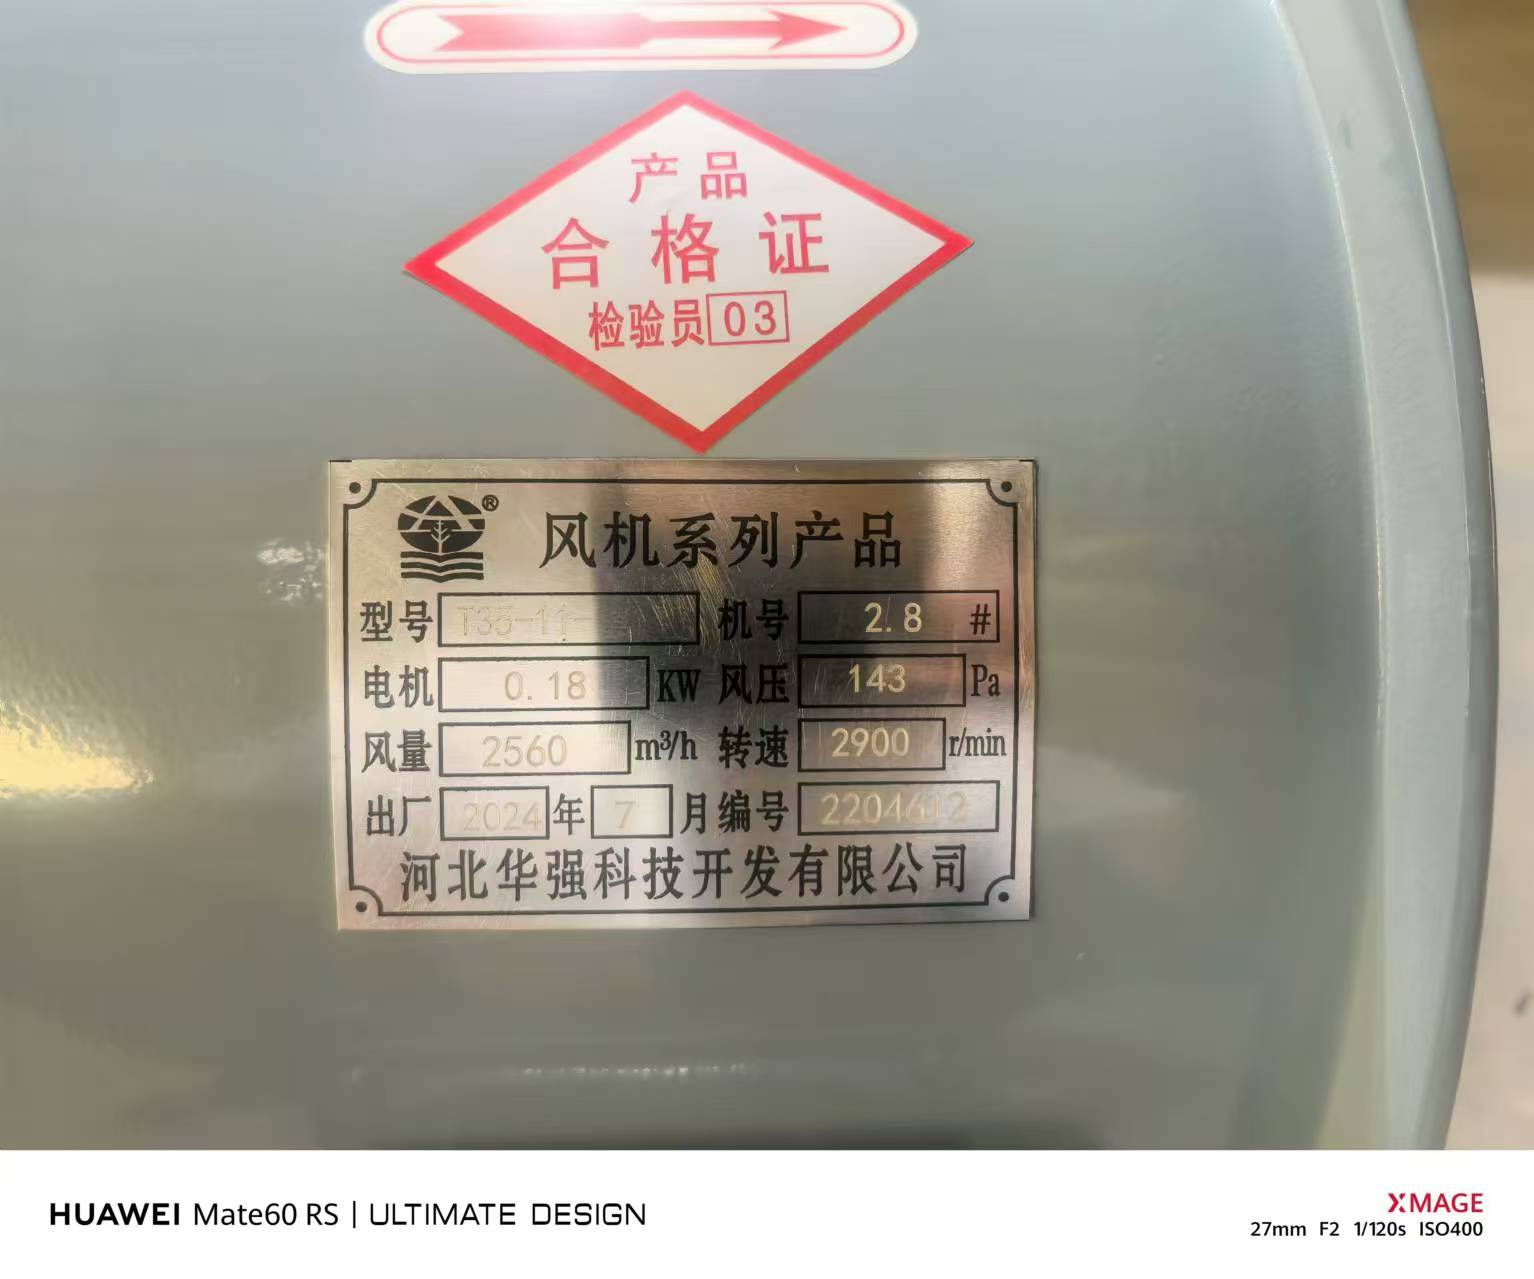 产品
合格证
检验员 03
® 风机系列产品
型号 T35-11- 机号 2.8 #
电机 0.18 KW 风压 143 Pa
风量 2560 m³/h 转速 2900 r/min
出厂 2024 年 7 月 编号 2204612
河北华强科技开发有限公司
HUAWEI Mate60 RS | ULTIMATE DESIGN
XMAGE
27mm F2 1/120s ISO400